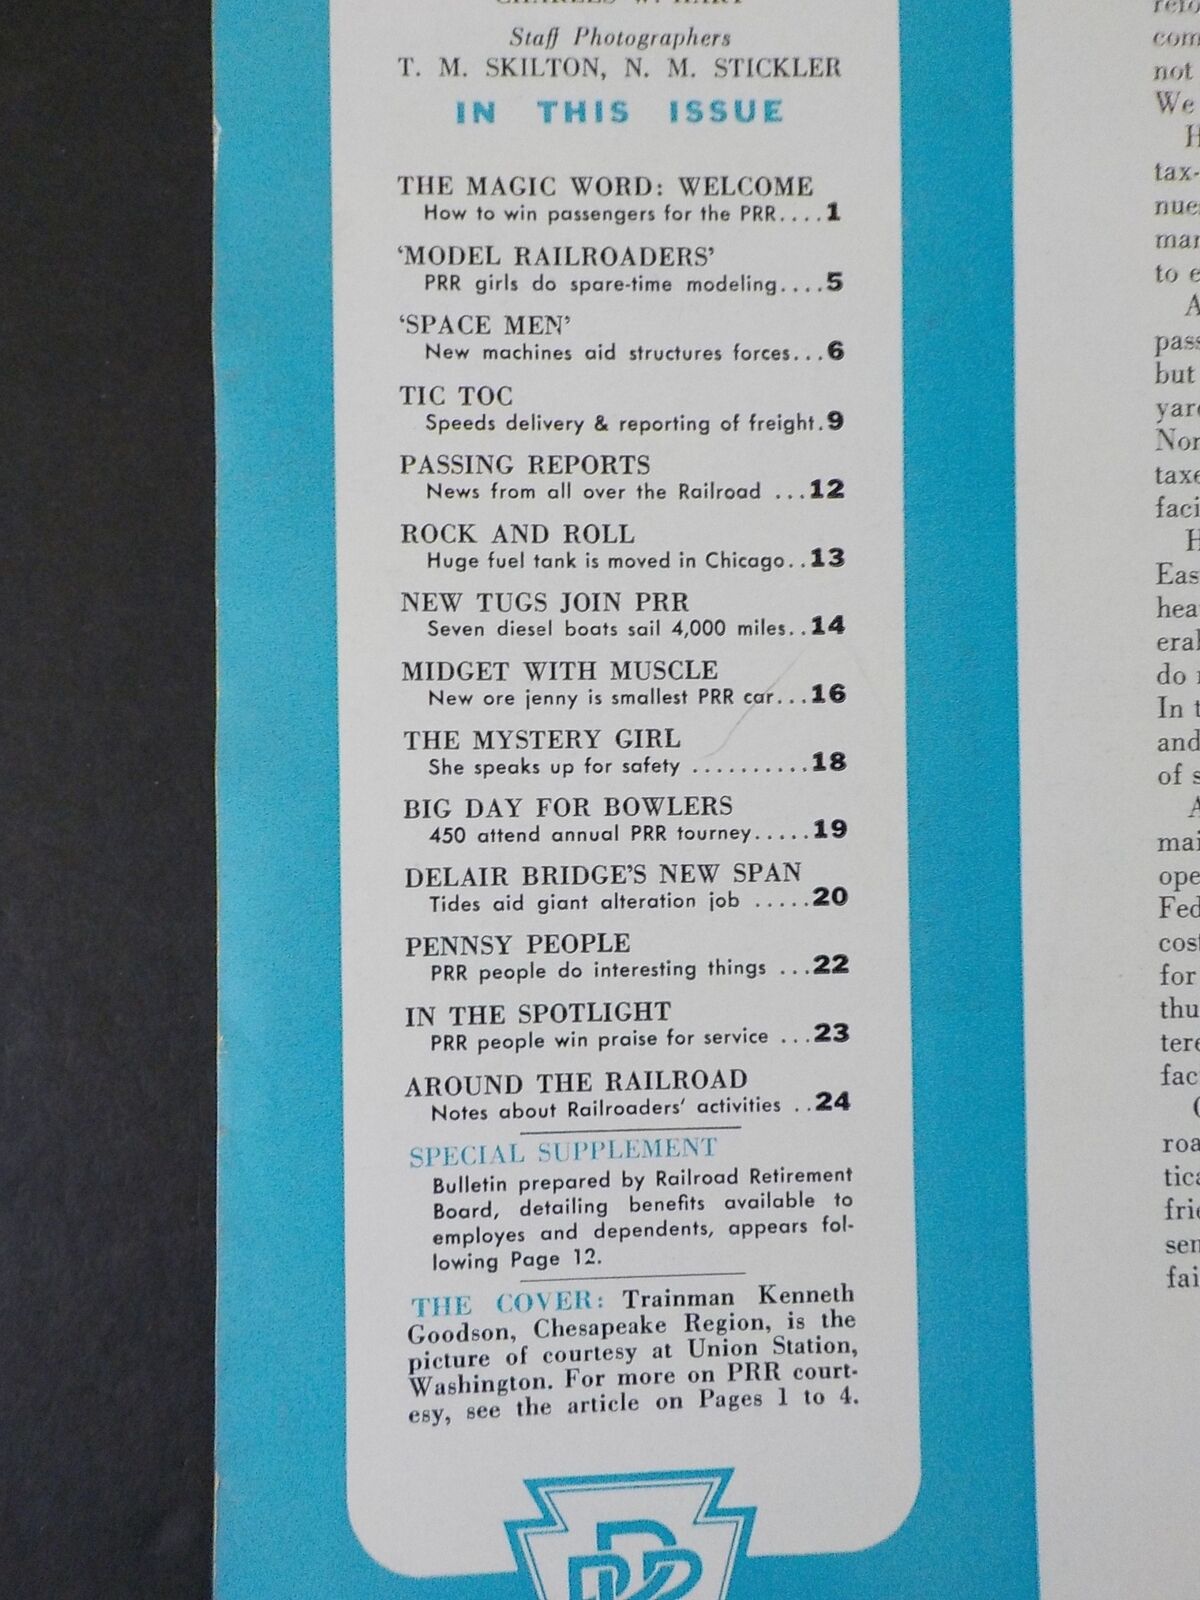 CHARLES W. HART
Staff Photographers
T. M. SKILTON, N. M. STICKLER
IN THIS ISSUE
THE MAGIC WORD: WELCOME
How to win passengers for the PRR....1
‘MODEL RAILROADERS’
PRR girls do spare-time modeling....5
‘SPACE MEN’
New machines aid structures forces...6
TIC TOC
Speeds delivery & reporting of freight.9
PASSING REPORTS
News from all over the Railroad ...12
ROCK AND ROLL
Huge fuel tank is moved in Chicago..13
NEW TUGS JOIN PRR
Seven diesel boats sail 4,000 miles..14
MIDGET WITH MUSCLE
New ore jenny is smallest PRR car...16
THE MYSTERY GIRL
She speaks up for safety ..........18
BIG DAY FOR BOWLERS
450 attend annual PRR tourney.....19
DELAIR BRIDGE’S NEW SPAN
Tides aid giant alteration job .....20
PENNSY PEOPLE
PRR people do interesting things ...22
IN THE SPOTLIGHT
PRR people win praise for service ...23
AROUND THE RAILROAD
Notes about Railroaders’ activities ..24
SPECIAL SUPPLEMENT
Bulletin prepared by Railroad Retirement
Board, detailing benefits available to
employes and dependents, appears fol-
lowing Page 12.
THE COVER: Trainman Kenneth
Goodson, Chesapeake Region, is the
picture of courtesy at Union Station,
Washington. For more on PRR court-
esy, see the article on Pages 1 to 4.
PRR
not
We
tax-
to e
but
of s
for